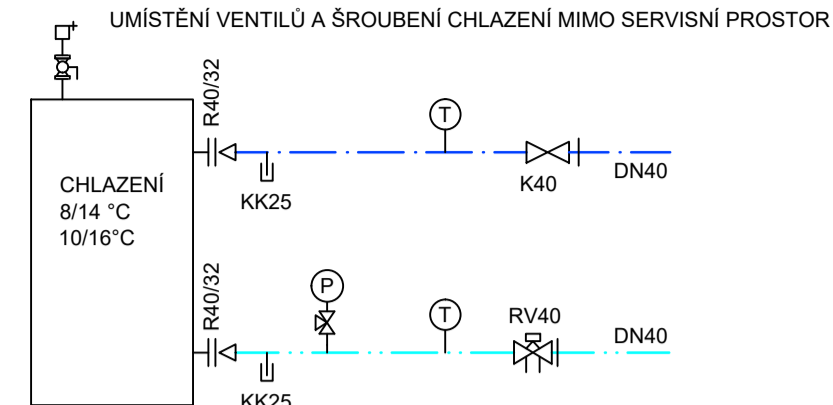 UMÍSTĚNÍ VENTILŮ A ŠROUBENÍ CHLAZENÍ MIMO SERVISNÍ PROSTOR
R40/32
T
CHLAZENÍ
8/14 °C
10/16°C
KK25
K40
DN40
R40/32
P
T
RV40
DN40
KK25